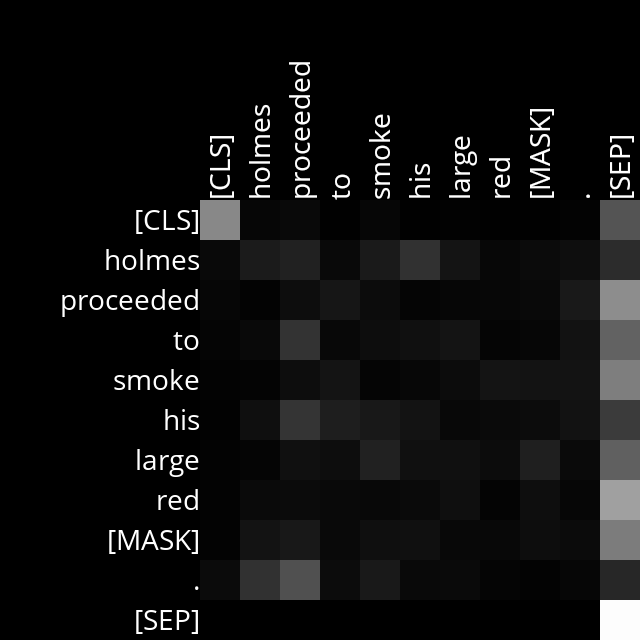 [CLS] holmes proceeded to smoke his large red [MASK] . [SEP]
[CLS]
holmes
proceeded
to
smoke
his
large
red
[MASK]
.
[SEP]